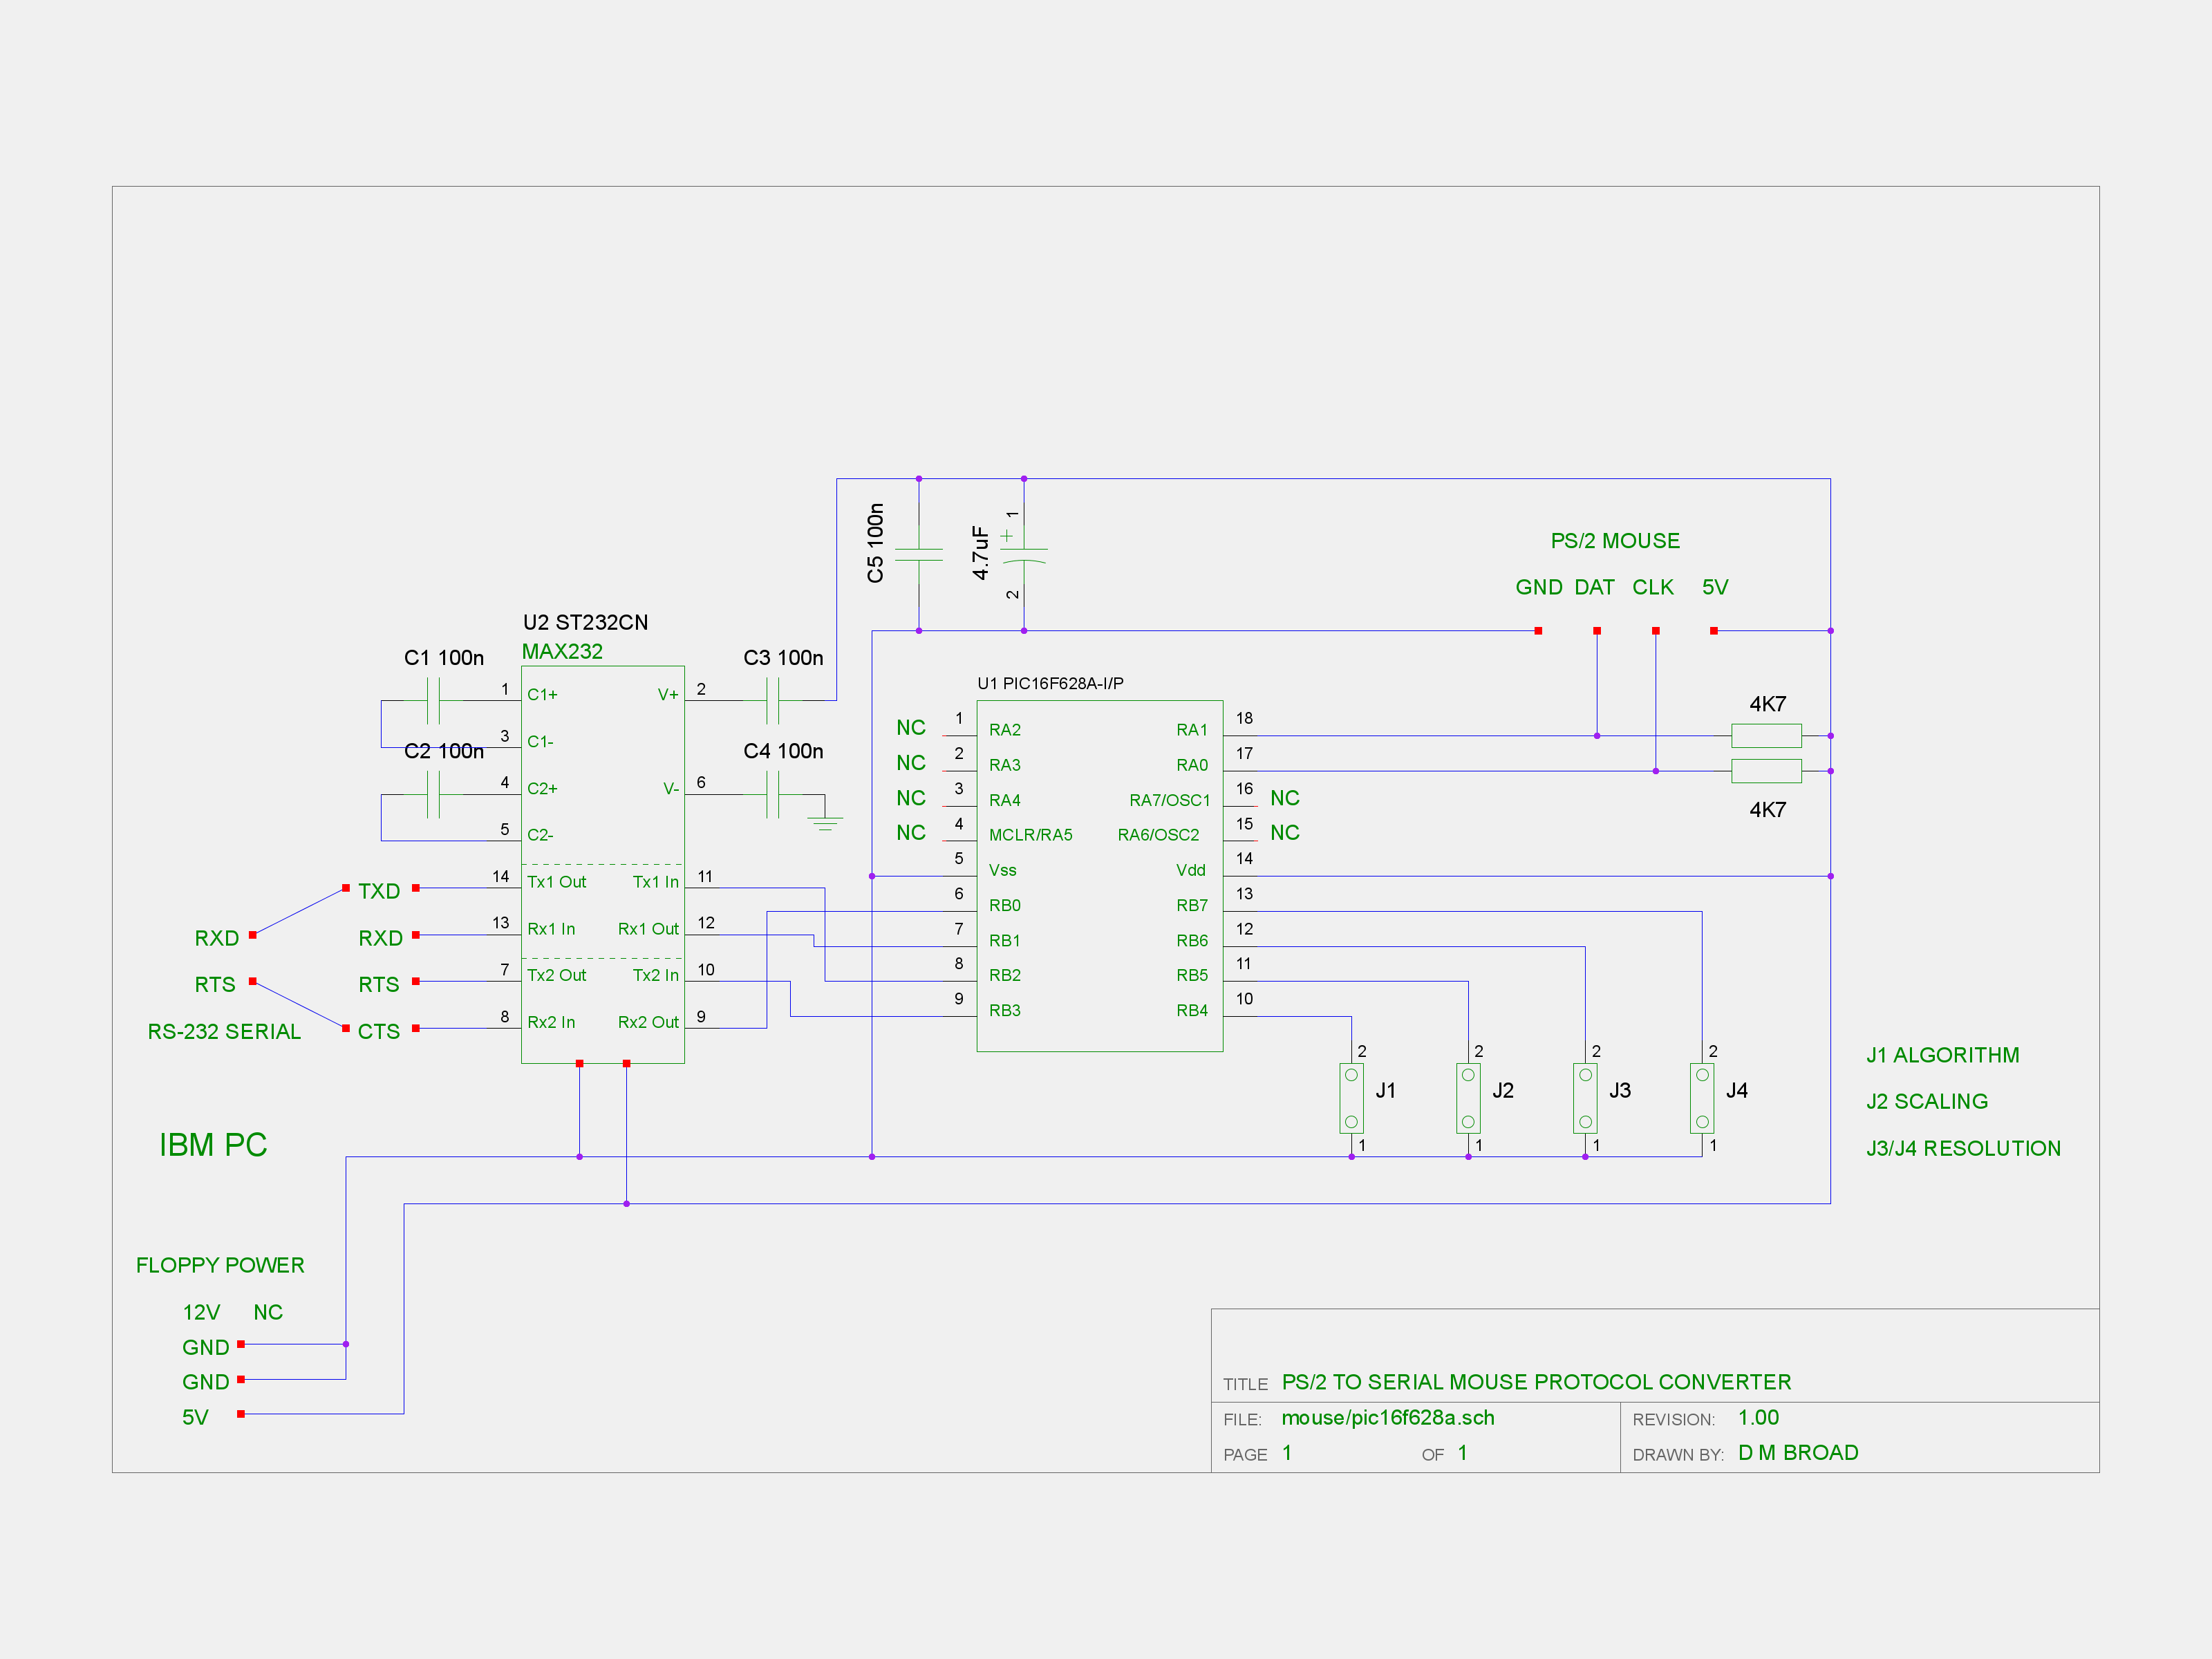 C5 100n
4.7uF
+
1
2
PS/2 MOUSE
GND DAT CLK 5V
U2 ST232CN
MAX232
C1 100n
C2 100n
C3 100n
C4 100n
1 C1+
3 C1-
4 C2+
5 C2-
14 Tx1 Out
13 Rx1 In
7 Tx2 Out
8 Rx2 In
V+ 2
V- 6
Tx1 In 11
Rx1 Out 12
Tx2 In 10
Rx2 Out 9
TXD
RXD
RTS
CTS
RXD
RTS
RS-232 SERIAL
U1 PIC16F628A-I/P
NC 1 RA2
NC 2 RA3
NC 3 RA4
NC 4 MCLR/RA5
5 Vss
6 RB0
7 RB1
8 RB2
9 RB3
RA1 18
RA0 17
RA7/OSC1 16 NC
RA6/OSC2 15 NC
Vdd 14
RB7 13
RB6 12
RB5 11
RB4 10
4K7
4K7
2 J1 1
2 J2 1
2 J3 1
2 J4 1
J1 ALGORITHM
J2 SCALING
J3/J4 RESOLUTION
IBM PC
FLOPPY POWER
12V NC
GND
GND
5V
TITLE PS/2 TO SERIAL MOUSE PROTOCOL CONVERTER
FILE: mouse/pic16f628a.sch
REVISION: 1.00
PAGE 1 OF 1
DRAWN BY: D M BROAD